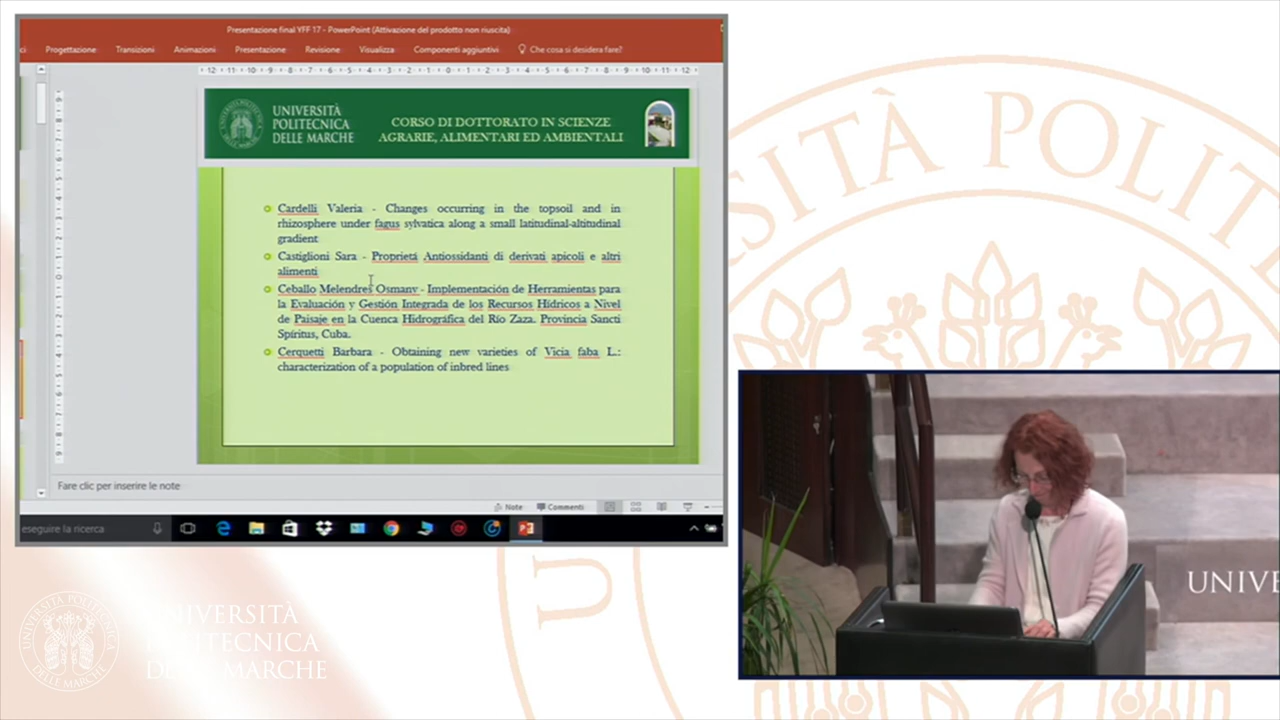 Presentazione final YFF 17 - PowerPoint (Attivazione del prodotto non riuscita)
Progettazione Transizioni Animazioni Presentazione Revisione Visualizza Componenti aggiuntivi Che cosa si desidera fare?
UNIVERSITÀ
POLITECNICA
DELLE MARCHE
CORSO DI DOTTORATO IN SCIENZE
AGRARIE, ALIMENTARI ED AMBIENTALI
Cardelli Valeria - Changes occurring in the topsoil and in
rhizosphere under fagus sylvatica along a small latitudinal-altitudinal
gradient
Castiglioni Sara - Proprietá Antiossidanti di derivati apicoli e altri
alimenti
Ceballo Melendres Osmany - Implementación de Herramientas para
la Evaluación y Gestión Integrada de los Recursos Hídricos a Nivel
de Paisaje en la Cuenca Hidrográfica del Río Zaza. Provincia Sancti
Spíritus, Cuba.
Cerquetti Barbara - Obtaining new varieties of Vicia faba L.:
characterization of a population of inbred lines
Fare clic per inserire le note
Note Commenti
eseguire la ricerca
UNIVERSITÀ
POLITECNICA
DELLE MARCHE
UNIVE